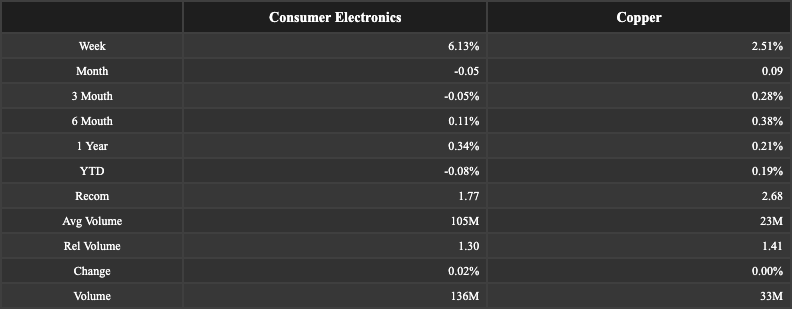 Consumer Electronics Copper
Week 6.13% 2.51%
Month -0.05 0.09
3 Mouth -0.05% 0.28%
6 Mouth 0.11% 0.38%
1 Year 0.34% 0.21%
YTD -0.08% 0.19%
Recom 1.77 2.68
Avg Volume 105M 23M
Rel Volume 1.30 1.41
Change 0.02% 0.00%
Volume 136M 33M